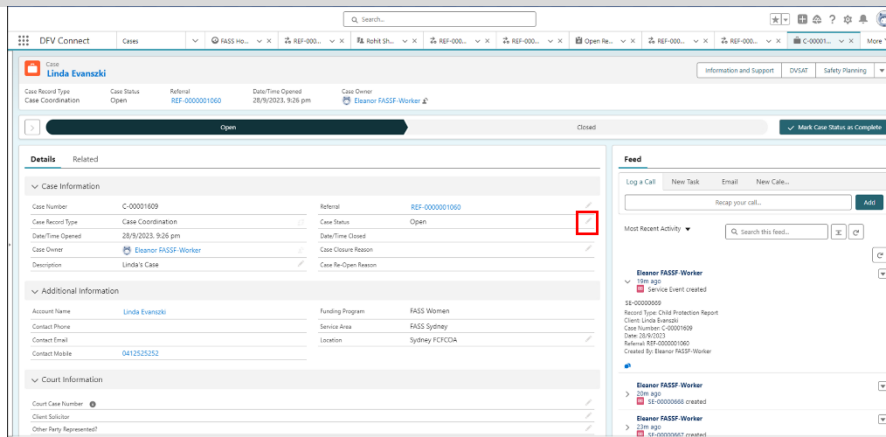 Search...
DFV Connect Cases FASS Ho... REF-000... Rohit Sh... REF-000... REF-000... Open Re... REF-000... REF-000... C-00001... More
Case
Linda Evanszki
Information and Support DVSAT Safety Planning
Case Record Type Case Status Referral Date/Time Opened Case Owner
Case Coordination Open REF-0000001060 28/9/2023, 9:26 pm Eleanor FASSF-Worker
Open Closed Mark Case Status as Complete
Details Related
Case Information
Case Number C-00001609 Referral REF-0000001060
Case Record Type Case Coordination Case Status Open
Date/Time Opened 28/9/2023, 9:26 pm Date/Time Closed
Case Owner Eleanor FASSF-Worker Case Closure Reason
Description Linda's Case Case Re-Open Reason
Additional Information
Account Name Linda Evanszki Funding Program FASS Women
Contact Phone Service Area FASS Sydney
Contact Email Location Sydney FCFCOA
Contact Mobile 0412525252
Court Information
Court Case Number
Client Solicitor
Other Party Represented?
Feed
Log a Call New Task Email New Cale...
Recap your call... Add
Most Recent Activity Search this feed...
Eleanor FASSF-Worker
19m ago
Service Event created
SE-00000669
Record Type: Child Protection Report
Client: Linda Evanszki
Case Number: C-00001609
Date: 28/9/2023
Referral: REF-0000001060
Created By: Eleanor FASSF-Worker
Eleanor FASSF-Worker
20m ago
SE-00000668 created
Eleanor FASSF-Worker
23m ago
SE-00000667 created